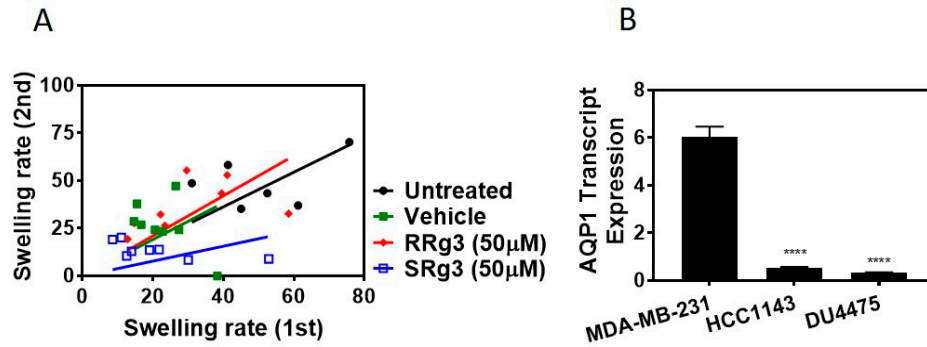 A
B
Swelling rate (2nd)
100
75
50
25
0
0
20
40
60
80
Swelling rate (1st)
Untreated
Vehicle
RRg3 (50µM)
SRg3 (50µM)
AQP1 Transcript
Expression
8
6
4
2
0
****
****
MDA-MB-231
HCC1143
DU4475